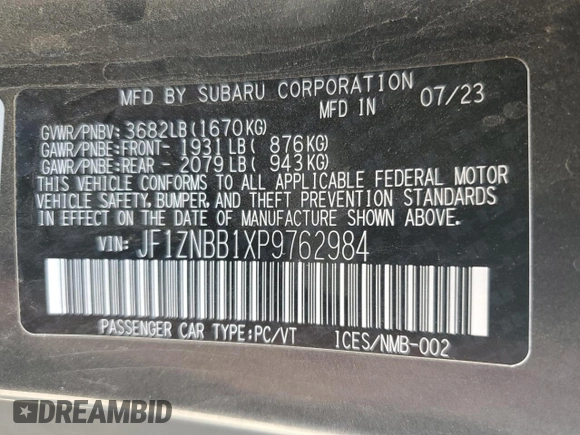 MFD BY SUBARU CORPORATION
MFD IN 07/23
GVWR/PNBV: 3682LB(1670KG)
GAWR/PNBE:FRONT- 1931LB( 876KG)
GAWR/PNBE:REAR - 2079LB( 943KG)
THIS VEHICLE CONFORMS TO ALL APPLICABLE FEDERAL MOTOR
VEHICLE SAFETY, BUMPER, AND THEFT PREVENTION STANDARDS
IN EFFECT ON THE DATE OF MANUFACTURE SHOWN ABOVE.
VIN: JF1ZNBB1XP9762984
PASSENGER CAR TYPE:PC/VT ICES/NMB-002
DREAMBID